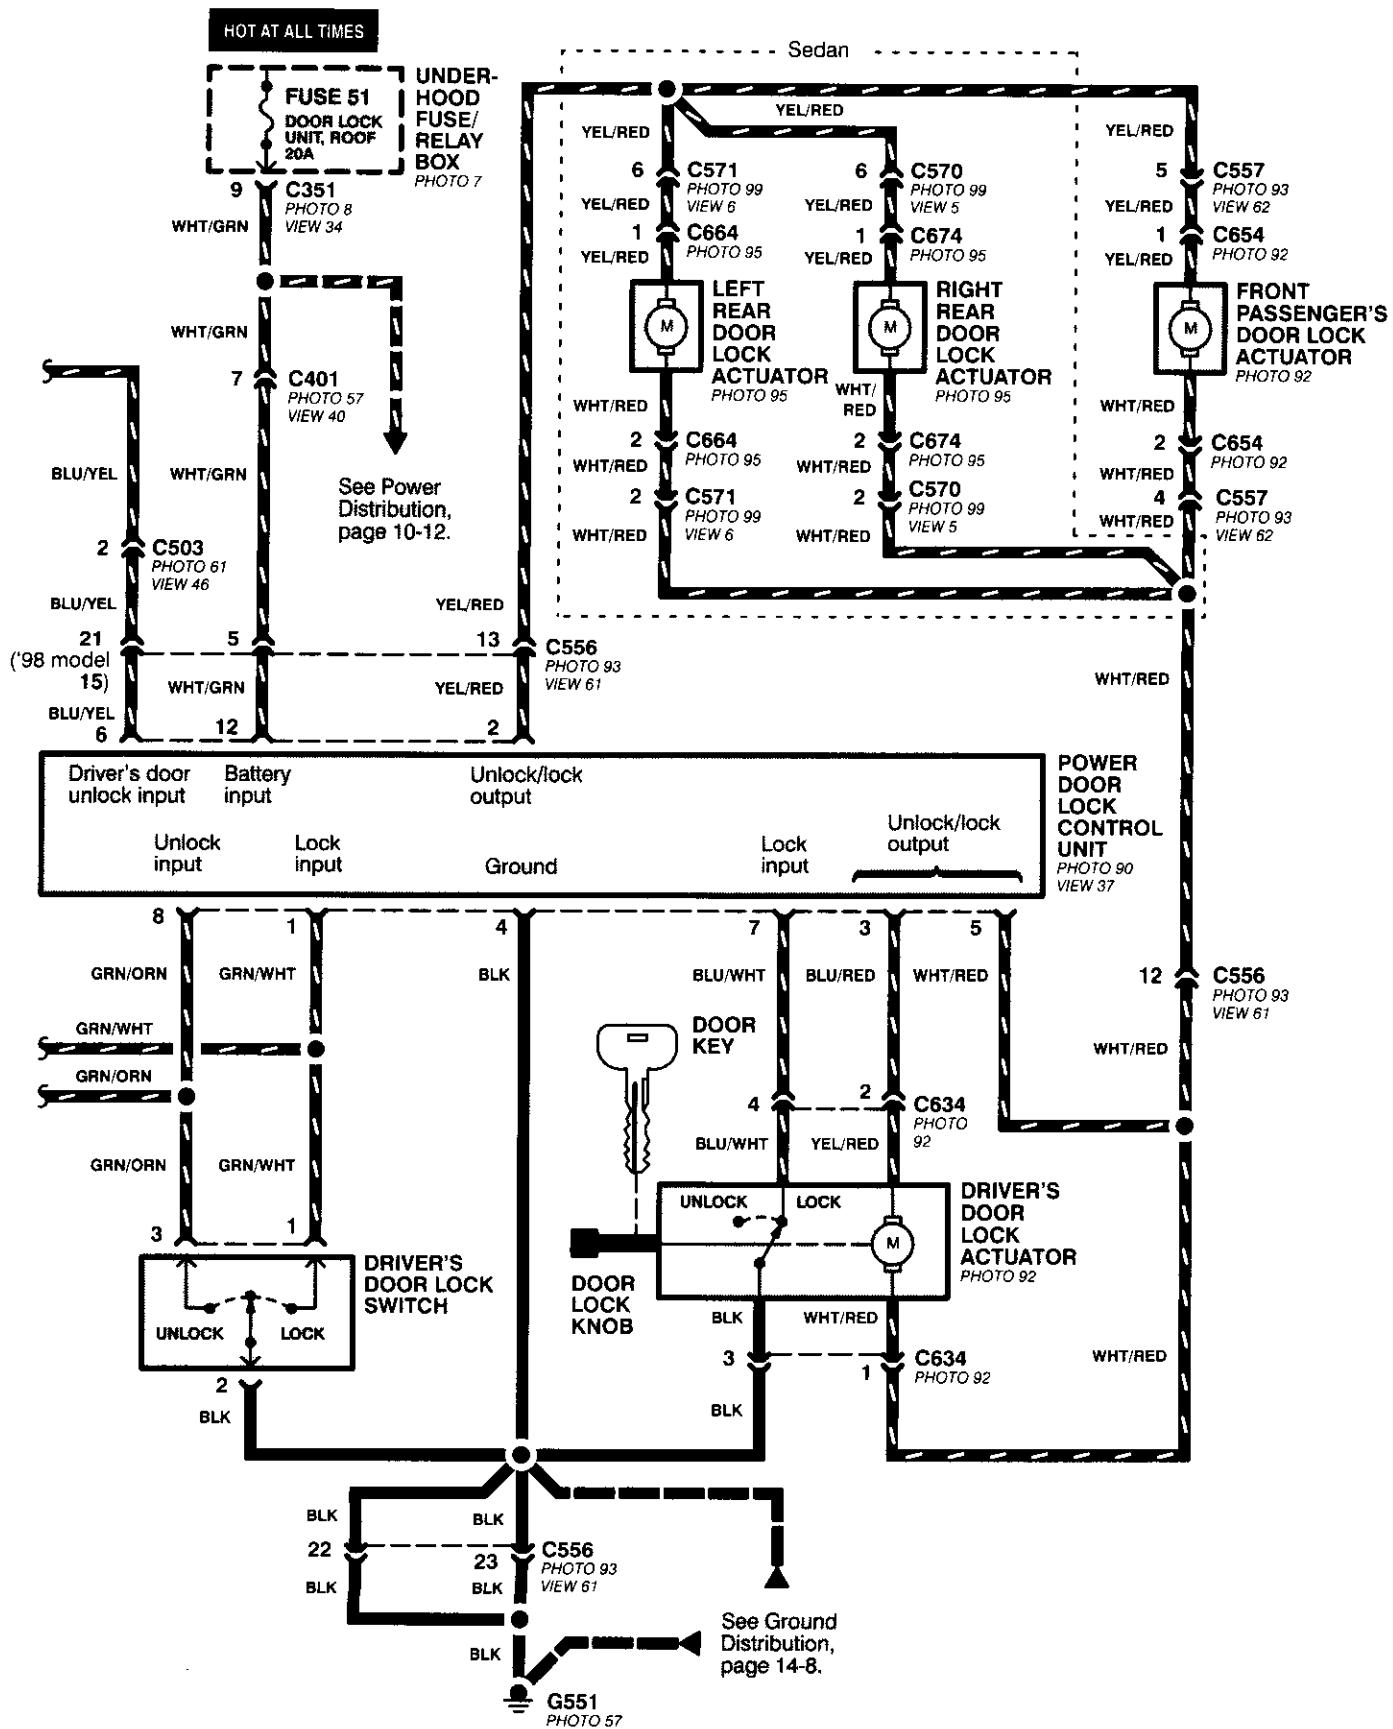 HOT AT ALL TIMES
FUSE 51
DOOR LOCK
UNIT, ROOF
20A
UNDER-
HOOD
FUSE/
RELAY
BOX
PHOTO 7
9
C351
PHOTO 8
VIEW 34
WHT/GRN
WHT/GRN
7
C401
PHOTO 57
VIEW 40
WHT/GRN
See Power
Distribution,
page 10-12.
BLU/YEL
2
C503
PHOTO 61
VIEW 46
BLU/YEL
21
('98 model
15)
BLU/YEL
6
5
WHT/GRN
12
YEL/RED
13
C556
PHOTO 93
VIEW 61
YEL/RED
2
Sedan
YEL/RED
YEL/RED
YEL/RED
6
C571
PHOTO 99
VIEW 6
YEL/RED
1
C664
PHOTO 95
YEL/RED
LEFT
REAR
DOOR
LOCK
ACTUATOR
PHOTO 95
M
WHT/RED
2
C664
PHOTO 95
WHT/RED
2
C571
PHOTO 99
VIEW 6
WHT/RED
6
C570
PHOTO 99
VIEW 5
YEL/RED
1
C674
PHOTO 95
YEL/RED
RIGHT
REAR
DOOR
LOCK
ACTUATOR
PHOTO 95
M
WHT/
RED
2
C674
PHOTO 95
WHT/RED
2
C570
PHOTO 99
VIEW 5
WHT/RED
5
C557
PHOTO 93
VIEW 62
YEL/RED
1
C654
PHOTO 92
YEL/RED
FRONT
PASSENGER'S
DOOR LOCK
ACTUATOR
PHOTO 92
M
WHT/RED
2
C654
PHOTO 92
WHT/RED
4
C557
PHOTO 93
VIEW 62
WHT/RED
WHT/RED
Driver's door
unlock input
Battery
input
Unlock/lock
output
Unlock
input
Lock
input
Ground
Lock
input
Unlock/lock
output
POWER
DOOR
LOCK
CONTROL
UNIT
PHOTO 90
VIEW 37
8
1
4
7
3
5
GRN/ORN
GRN/WHT
BLK
BLU/WHT
BLU/RED
WHT/RED
12
C556
PHOTO 93
VIEW 61
GRN/WHT
GRN/ORN
DOOR
KEY
WHT/RED
4
2
C634
PHOTO
92
GRN/ORN
GRN/WHT
BLU/WHT
YEL/RED
3
1
UNLOCK
LOCK
M
DRIVER'S
DOOR
LOCK
ACTUATOR
PHOTO 92
DRIVER'S
DOOR LOCK
SWITCH
UNLOCK
LOCK
DOOR
LOCK
KNOB
BLK
WHT/RED
3
1
C634
PHOTO 92
WHT/RED
2
BLK
BLK
BLK
BLK
22
23
C556
PHOTO 93
VIEW 61
BLK
BLK
See Ground
Distribution,
page 14-8.
BLK
G551
PHOTO 57